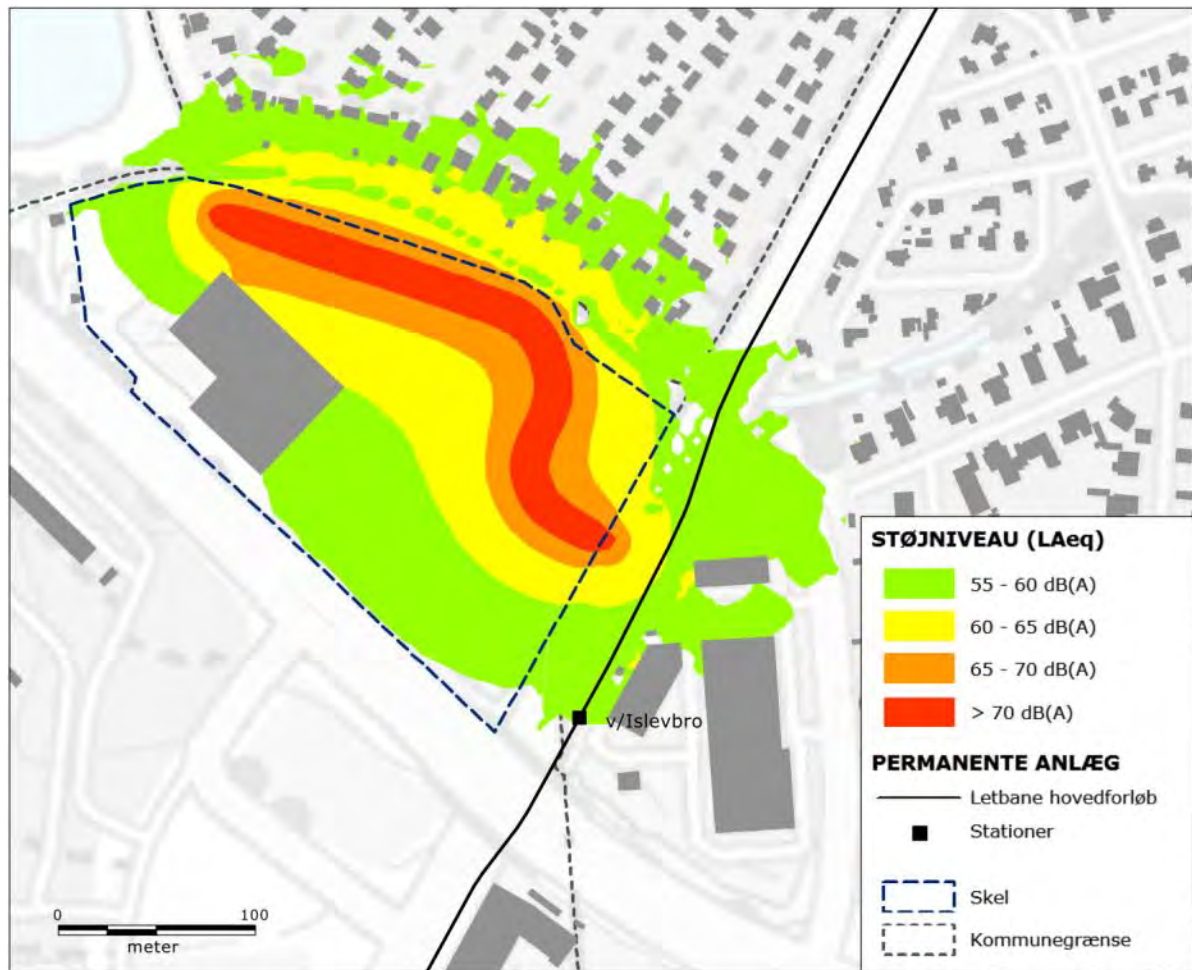 v/Islevbro
STØJNIVEAU (LAeq)
55 - 60 dB(A)
60 - 65 dB(A)
65 - 70 dB(A)
> 70 dB(A)
PERMANENTE ANLÆG
Letbane hovedforløb
Stationer
Skel
Kommunegrænse
0 100
meter